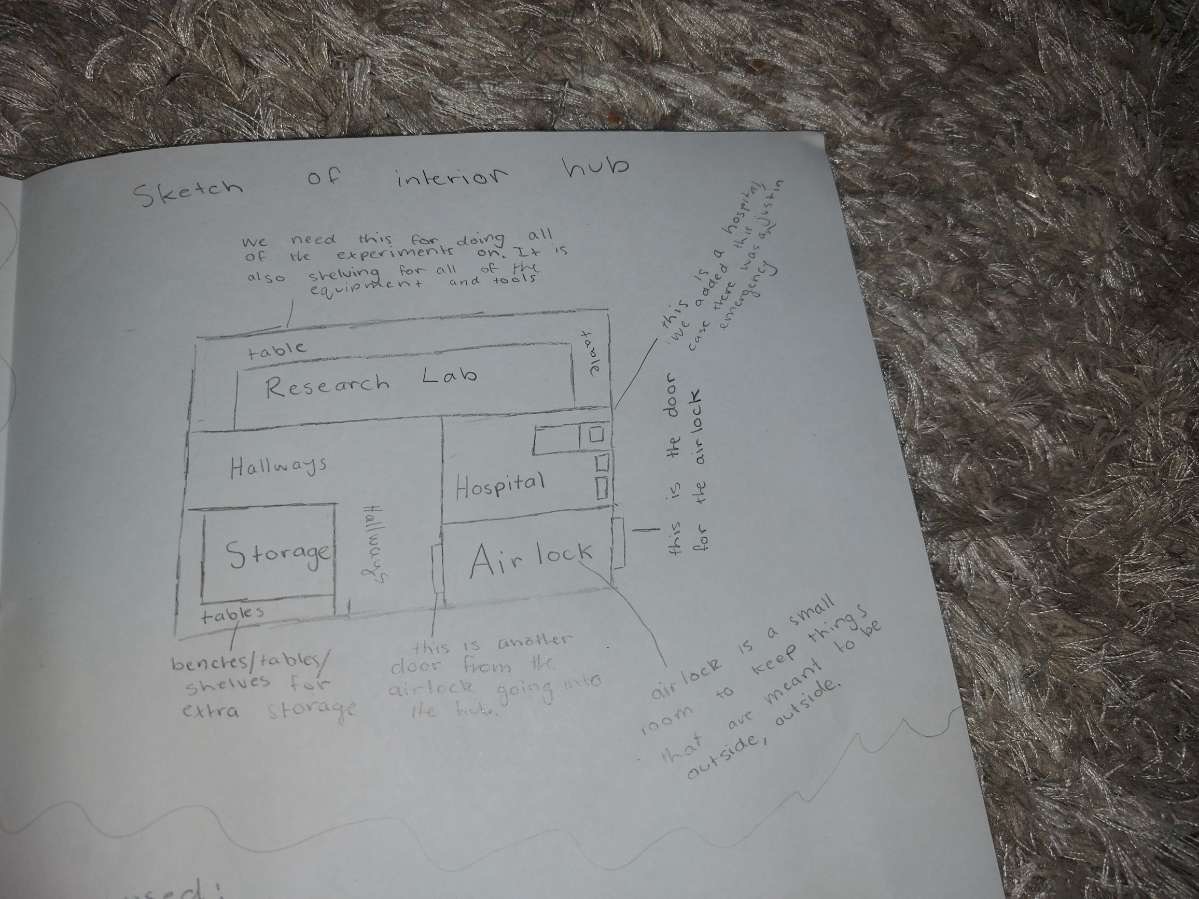 Sketch of interior hub
we need this for doing all
of the experiments on. It is
also shelving for all of the
equipment and tools
this is a hospital
we added this just in
case there was an
emergency
table
table
Research Lab
Hallways
Hospital
this is the door
for the airlock
Hallways
Storage
Air lock
tables
benches/tables/
shelves for
extra storage
this is another
door from the
airlock going into
the hub.
air lock is a small
room to keep things
that are meant to be
outside, outside.
used: